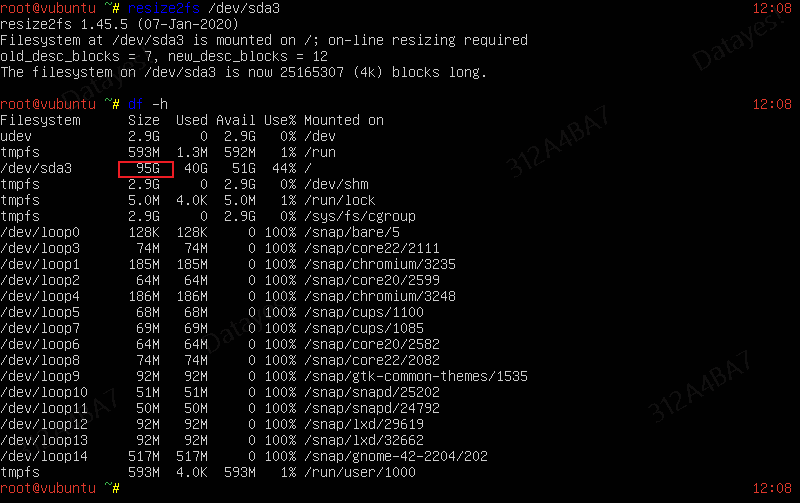 root@vubuntu ~# resize2fs /dev/sda3 12:08
resize2fs 1.45.5 (07-Jan-2020)
Filesystem at /dev/sda3 is mounted on /; on-line resizing required
old_desc_blocks = 7, new_desc_blocks = 12
The filesystem on /dev/sda3 is now 25165307 (4k) blocks long.
root@vubuntu ~# df -h 12:08
Filesystem Size Used Avail Use% Mounted on
udev 2.9G 0 2.9G 0% /dev
tmpfs 593M 1.3M 592M 1% /run
/dev/sda3 95G 40G 51G 44% /
tmpfs 2.9G 0 2.9G 0% /dev/shm
tmpfs 5.0M 4.0K 5.0M 1% /run/lock
tmpfs 2.9G 0 2.9G 0% /sys/fs/cgroup
/dev/loop0 128K 128K 0 100% /snap/bare/5
/dev/loop3 74M 74M 0 100% /snap/core22/2111
/dev/loop1 185M 185M 0 100% /snap/chromium/3235
/dev/loop2 64M 64M 0 100% /snap/core20/2599
/dev/loop4 186M 186M 0 100% /snap/chromium/3248
/dev/loop5 68M 68M 0 100% /snap/cups/1100
/dev/loop7 69M 69M 0 100% /snap/cups/1085
/dev/loop6 64M 64M 0 100% /snap/core20/2582
/dev/loop8 74M 74M 0 100% /snap/core22/2082
/dev/loop9 92M 92M 0 100% /snap/gtk-common-themes/1535
/dev/loop10 51M 51M 0 100% /snap/snapd/25202
/dev/loop11 50M 50M 0 100% /snap/snapd/24792
/dev/loop12 92M 92M 0 100% /snap/lxd/29619
/dev/loop13 92M 92M 0 100% /snap/lxd/32662
/dev/loop14 517M 517M 0 100% /snap/gnome-42-2204/202
tmpfs 593M 4.0K 593M 1% /run/user/1000
root@vubuntu ~# 12:08
Datayes
312A4BA7
Datayes
312A4BA7